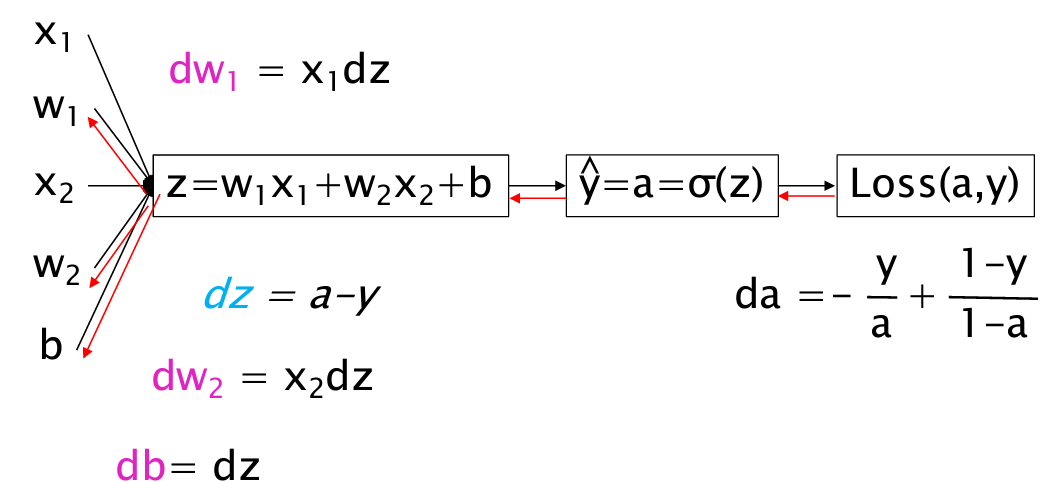 x₁
dw₁ = x₁dz
w₁
x₂
z=w₁x₁+w₂x₂+b
ŷ=a=σ(z)
Loss(a,y)
w₂
dz = a-y
da = - y/a + 1-y/1-a
b
dw₂ = x₂dz
db= dz